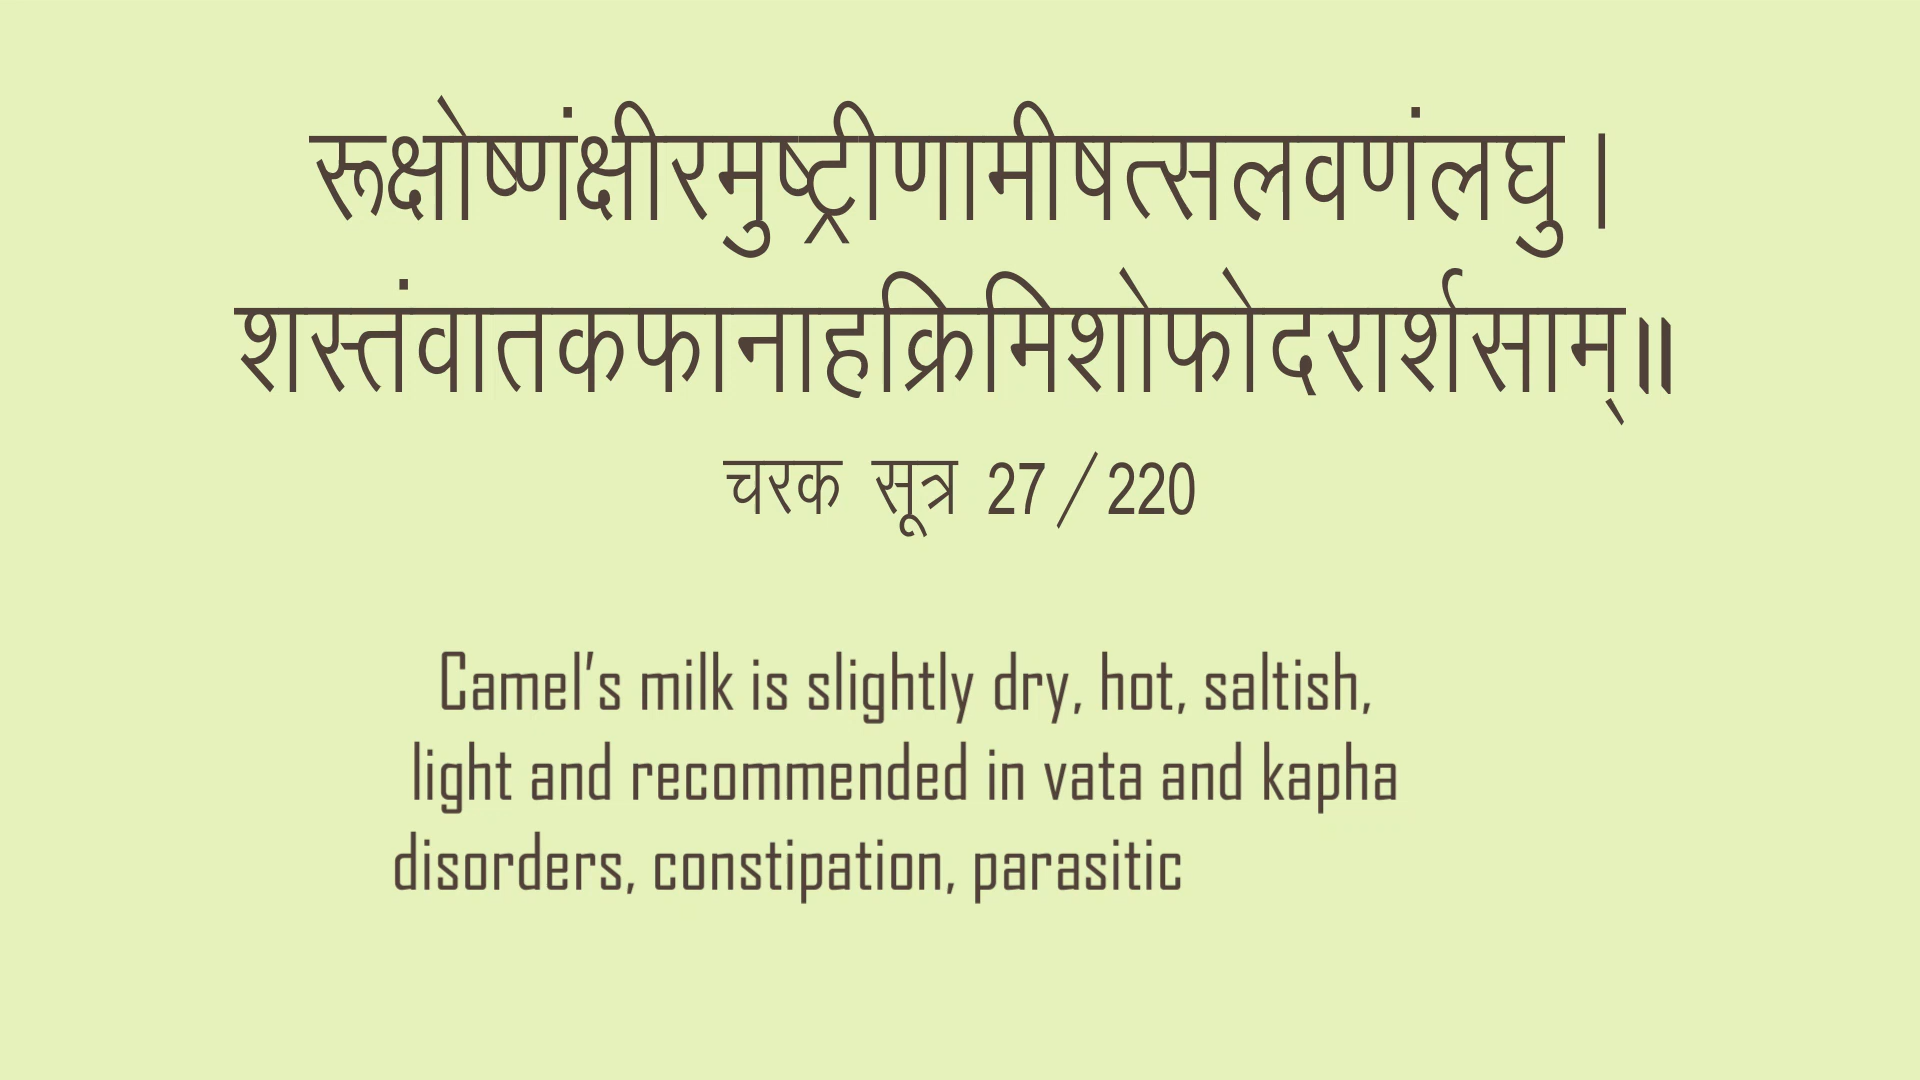 रूक्षोष्णंक्षीरमुष्ट्रीणामीषत्सलवणंलघु |
शस्तंवातकफानाहक्रिमिशोफोदरार्शसाम्॥
चरक सूत्र 27/220
Camel's milk is slightly dry, hot, saltish,
light and recommended in vata and kapha
disorders, constipation, parasitic